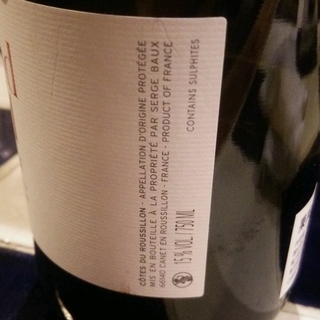 CÔTES DU ROUSSILLON - APPELLATION D'ORIGINE PROTÉGÉE
MIS EN BOUTEILLE À LA PROPRIÉTÉ PAR SERGE BAUX
66140 CANET EN ROUSSILLON - FRANCE - PRODUCT OF FRANCE
15 % VOL / 750 ML
CONTAINS SULPHITES